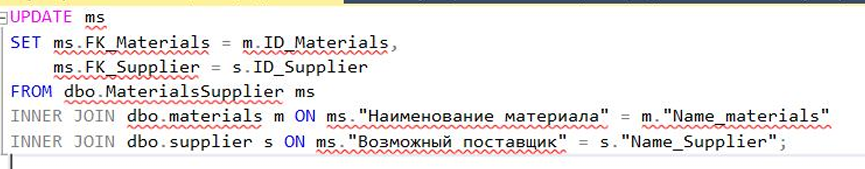 UPDATE ms
SET ms.FK_Materials = m.ID_Materials,
ms.FK_Supplier = s.ID_Supplier
FROM dbo.MaterialsSupplier ms
INNER JOIN dbo.materials m ON ms."Наименование материала" = m."Name_materials"
INNER JOIN dbo.supplier s ON ms."Возможный поставщик" = s."Name_Supplier";